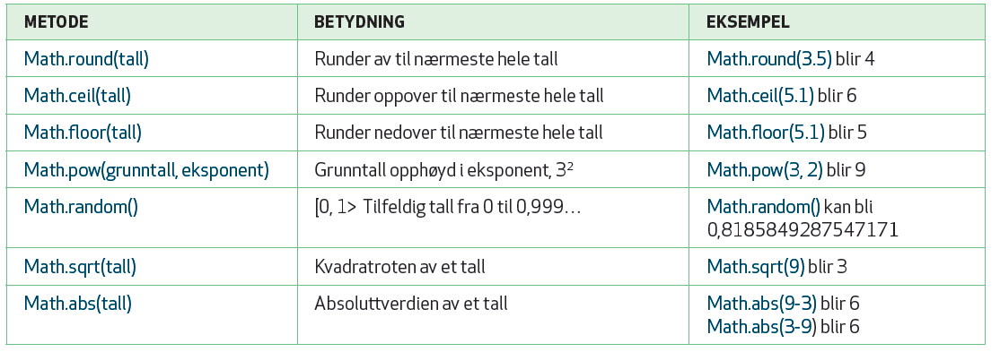 METODE BETYDNING EKSEMPEL
Math.round(tall) Runder av til nærmeste hele tall Math.round(3.5) blir 4
Math.ceil(tall) Runder oppover til nærmeste hele tall Math.ceil(5.1) blir 6
Math.floor(tall) Runder nedover til nærmeste hele tall Math.floor(5.1) blir 5
Math.pow(grunntall, eksponent) Grunntall opphøyd i eksponent, 3² Math.pow(3, 2) blir 9
Math.random() [0, 1> Tilfeldig tall fra 0 til 0,999... Math.random() kan bli
0,8185849287547171
Math.sqrt(tall) Kvadratroten av et tall Math.sqrt(9) blir 3
Math.abs(tall) Absoluttverdien av et tall Math.abs(9-3) blir 6
Math.abs(3-9) blir 6